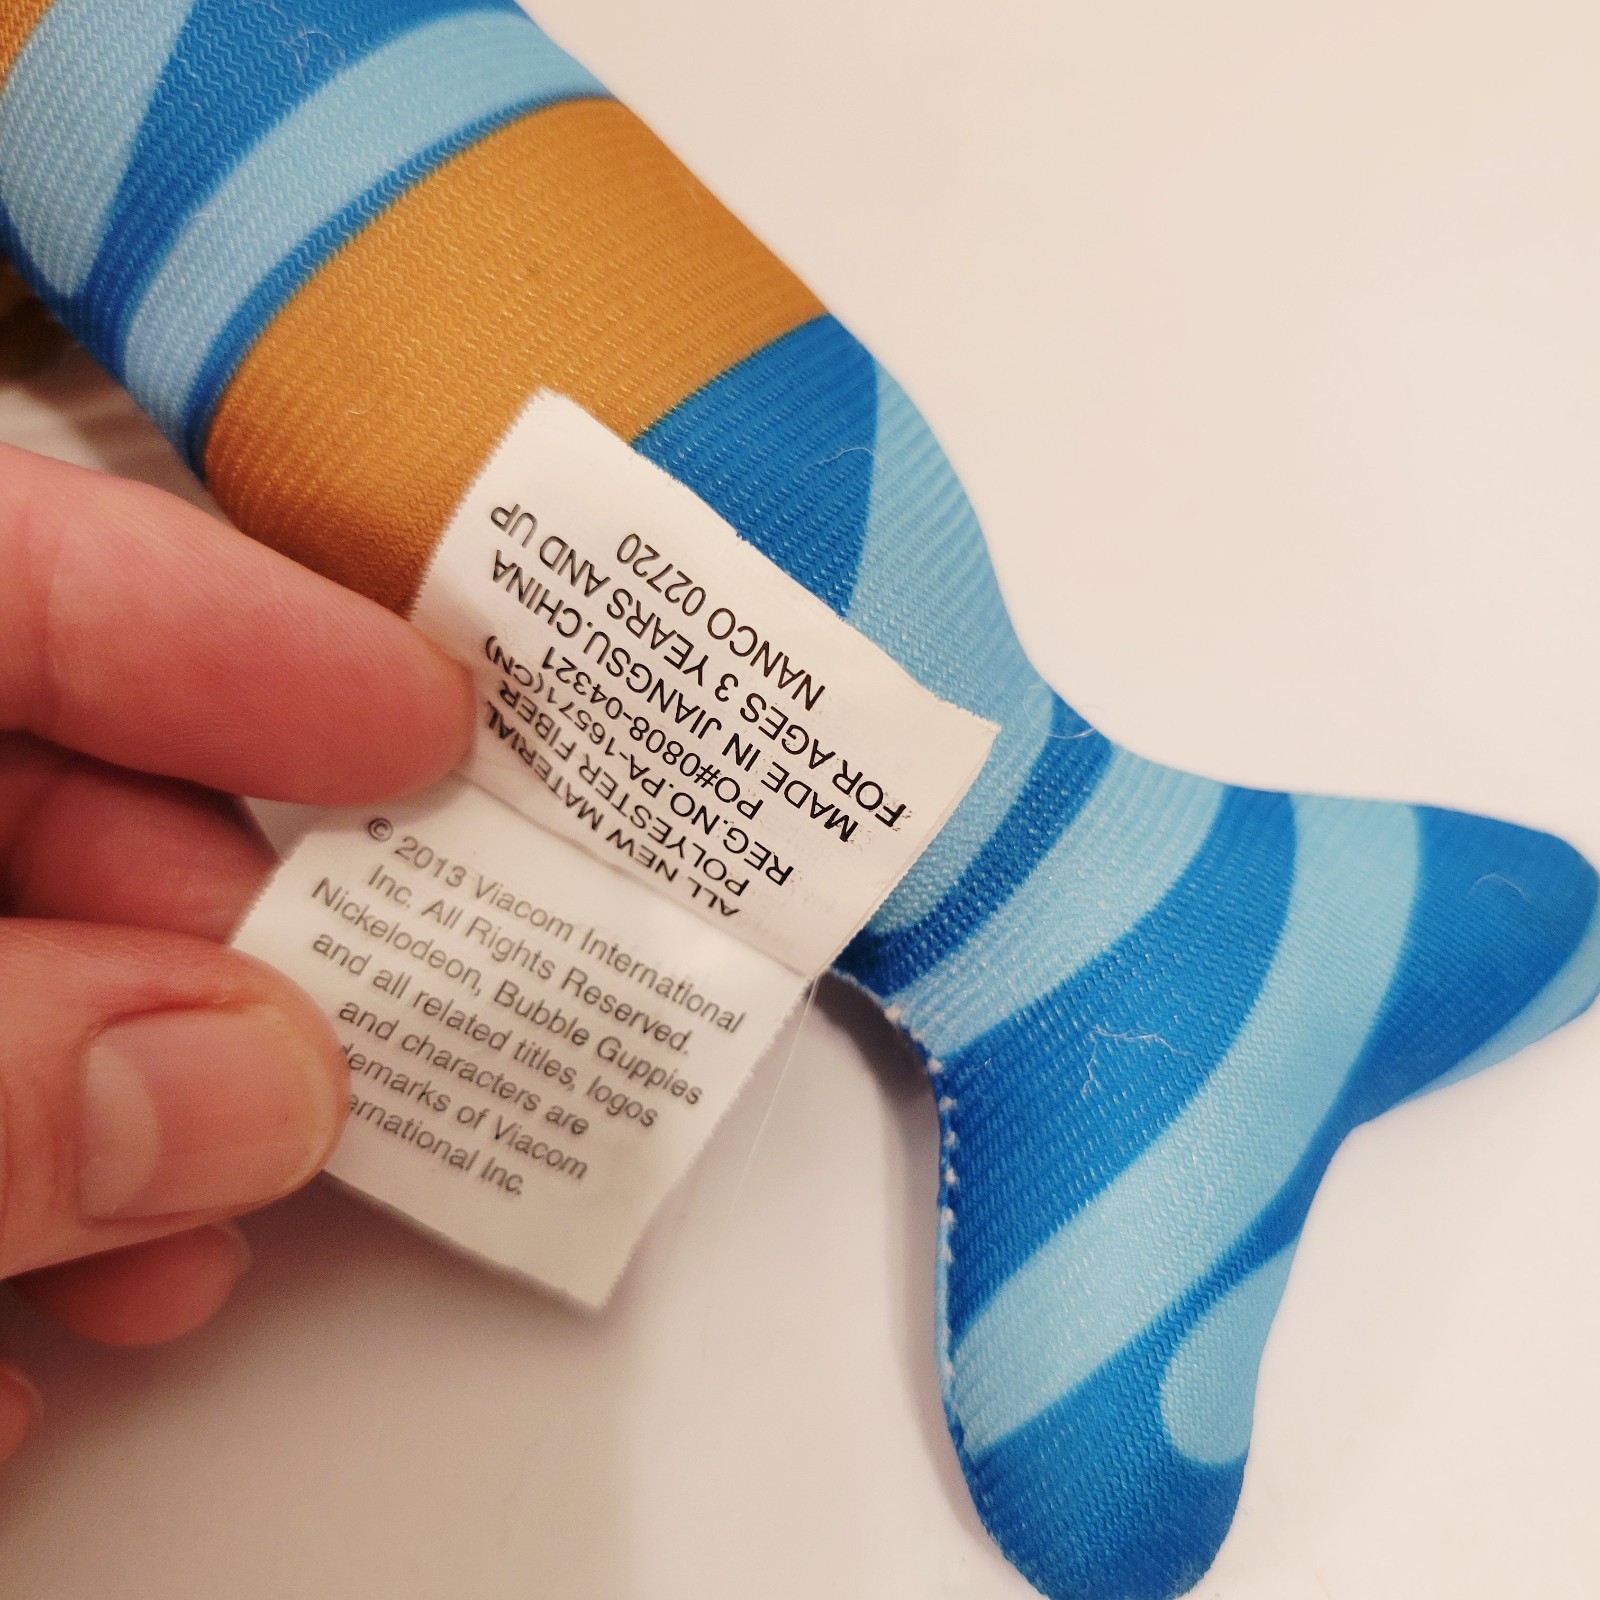 ALL NEW MATERIAL
POLYESTER FIBER
REG.NO.PA-16571(CN)
PO#0808-04321
MADE IN JIANGSU.CHINA
FOR AGES 3 YEARS AND UP
NANCO 02720
© 2013 Viacom International
Inc. All Rights Reserved.
Nickelodeon, Bubble Guppies
and all related titles, logos
and characters are
demarks of Viacom
ernational Inc.